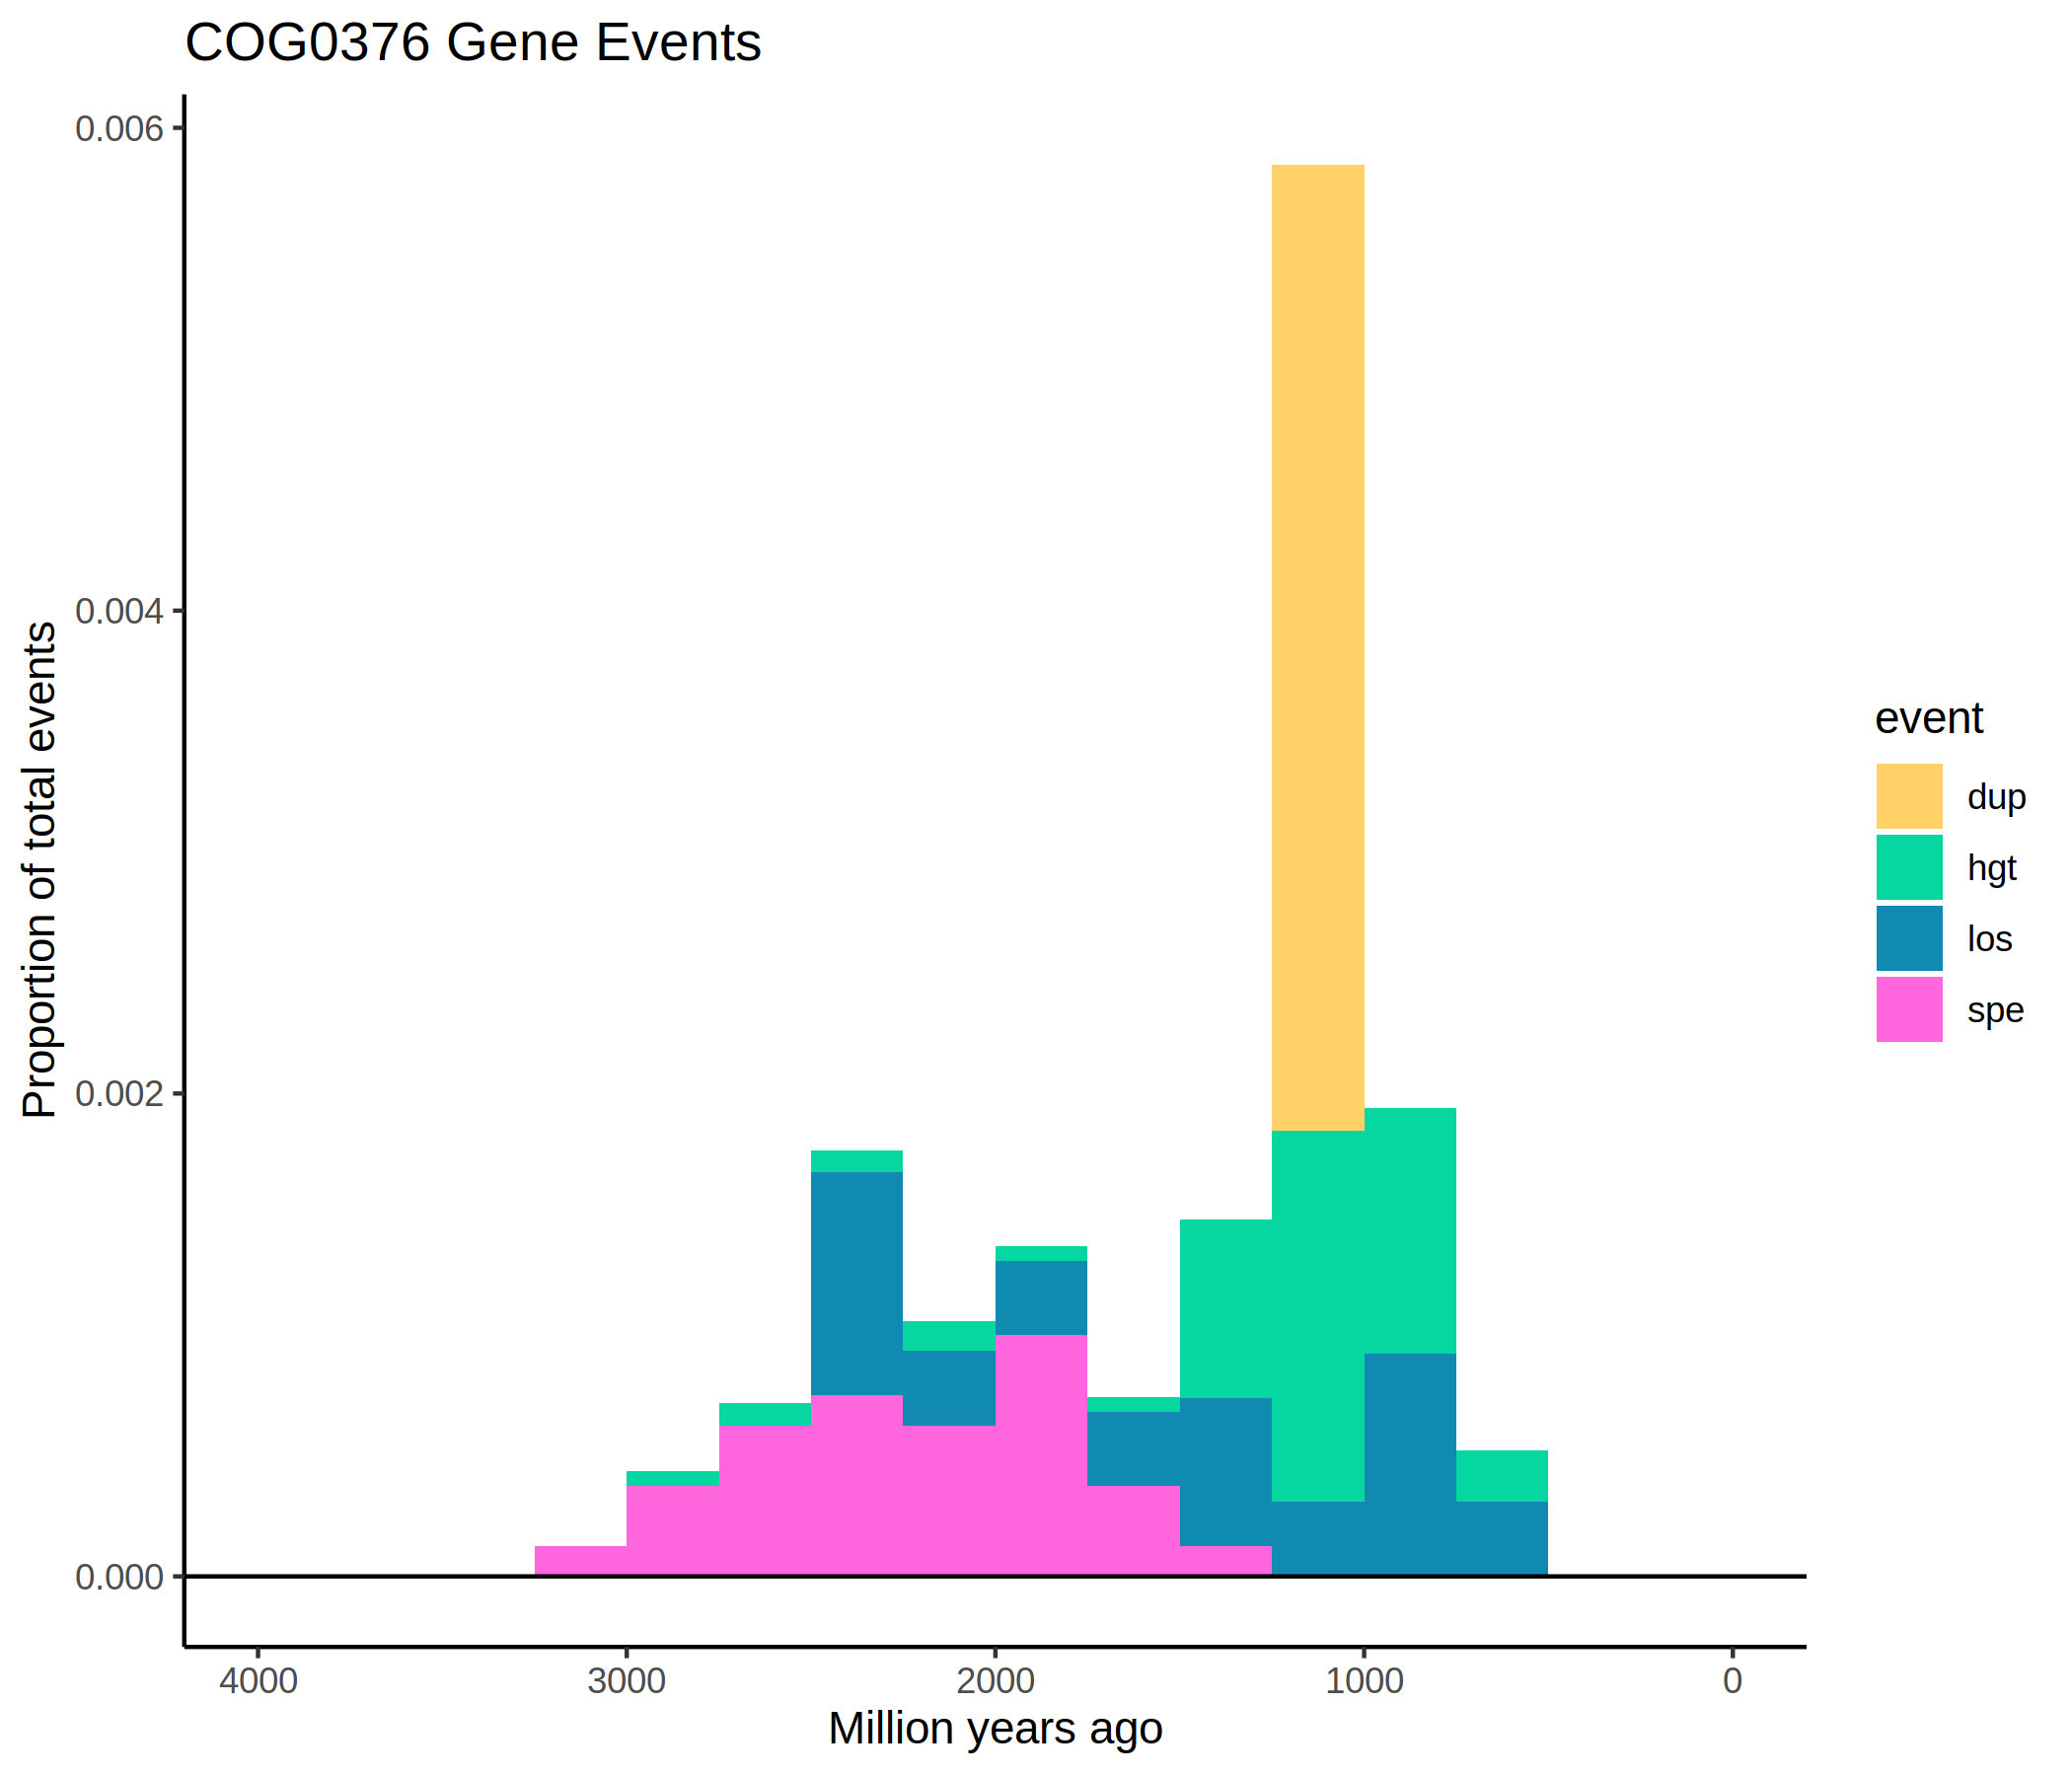 COG0376 Gene Events
Proportion of total events
0.006
0.004
0.002
0.000
4000
3000
2000
1000
0
Million years ago
event
dup
hgt
los
spe